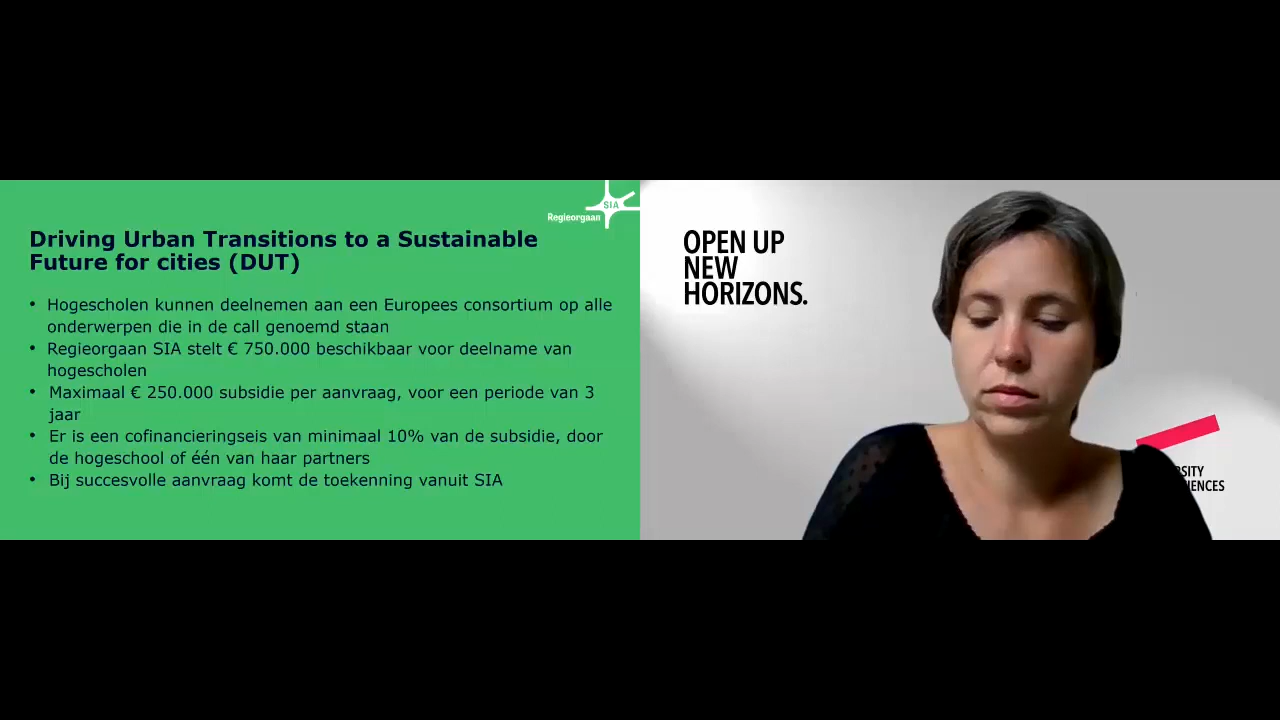 Regieorgaan SIA
Driving Urban Transitions to a Sustainable
Future for cities (DUT)
• Hogescholen kunnen deelnemen aan een Europees consortium op alle
onderwerpen die in de call genoemd staan
• Regieorgaan SIA stelt € 750.000 beschikbaar voor deelname van
hogescholen
• Maximaal € 250.000 subsidie per aanvraag, voor een periode van 3
jaar
• Er is een cofinancieringseis van minimaal 10% van de subsidie, door
de hogeschool of één van haar partners
• Bij succesvolle aanvraag komt de toekenning vanuit SIA
OPEN UP
NEW
HORIZONS.